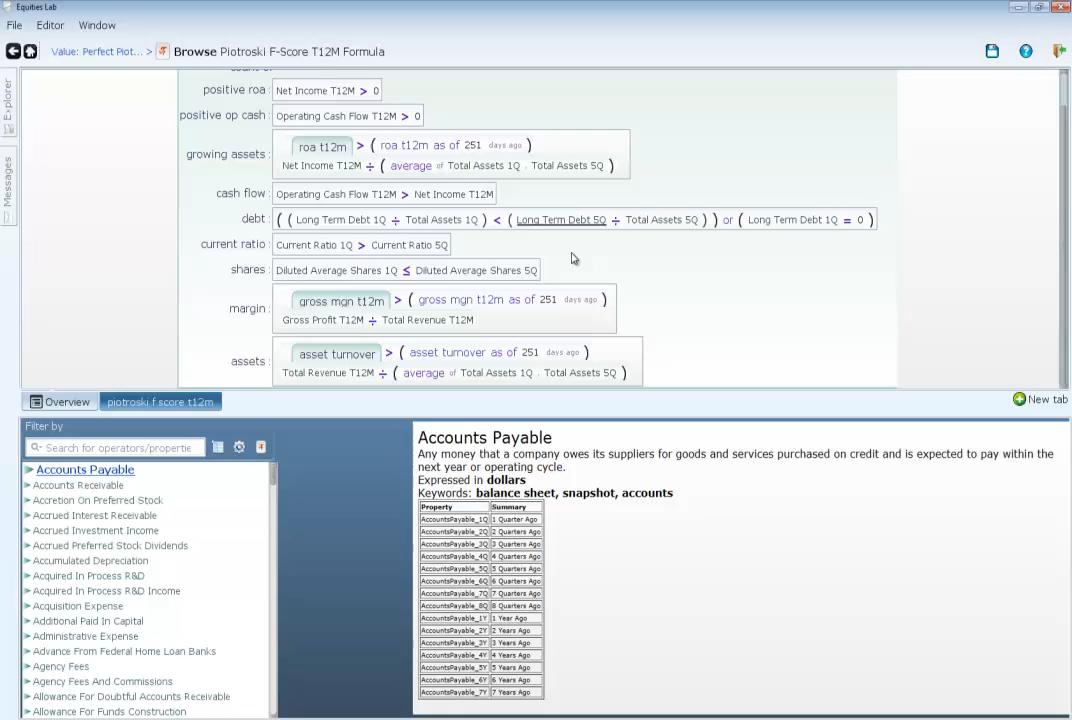 Equities Lab
File Editor Window
Value: Perfect Piot... > Browse Piotroski F-Score T12M Formula
Explorer
Messages
positive roa : Net Income T12M > 0
positive op cash : Operating Cash Flow T12M > 0
growing assets : roa t12m > ( roa t12m as of 251 days ago )
Net Income T12M ÷ ( average of Total Assets 1Q . Total Assets 5Q )
cash flow : Operating Cash Flow T12M > Net Income T12M
debt : ( ( Long Term Debt 1Q ÷ Total Assets 1Q ) < ( Long Term Debt 5Q ÷ Total Assets 5Q ) ) or ( Long Term Debt 1Q = 0 )
current ratio : Current Ratio 1Q > Current Ratio 5Q
shares : Diluted Average Shares 1Q ≤ Diluted Average Shares 5Q
margin : gross mgn t12m > ( gross mgn t12m as of 251 days ago )
Gross Profit T12M ÷ Total Revenue T12M
assets : asset turnover > ( asset turnover as of 251 days ago )
Total Revenue T12M ÷ ( average of Total Assets 1Q . Total Assets 5Q )
Overview piotroski f score t12m New tab
Filter by
Search for operators/propertie
Accounts Payable
Accounts Receivable
Accretion On Preferred Stock
Accrued Interest Receivable
Accrued Investment Income
Accrued Preferred Stock Dividends
Accumulated Depreciation
Acquired In Process R&D
Acquired In Process R&D Income
Acquisition Expense
Additional Paid In Capital
Administrative Expense
Advance From Federal Home Loan Banks
Agency Fees
Agency Fees And Commissions
Allowance For Doubtful Accounts Receivable
Allowance For Funds Construction
Accounts Payable
Any money that a company owes its suppliers for goods and services purchased on credit and is expected to pay within the
next year or operating cycle.
Expressed in dollars
Keywords: balance sheet, snapshot, accounts
Property Summary
AccountsPayable_1Q 1 Quarter Ago
AccountsPayable_2Q 2 Quarters Ago
AccountsPayable_3Q 3 Quarters Ago
AccountsPayable_4Q 4 Quarters Ago
AccountsPayable_5Q 5 Quarters Ago
AccountsPayable_6Q 6 Quarters Ago
AccountsPayable_7Q 7 Quarters Ago
AccountsPayable_8Q 8 Quarters Ago
AccountsPayable_1Y 1 Year Ago
AccountsPayable_2Y 2 Years Ago
AccountsPayable_3Y 3 Years Ago
AccountsPayable_4Y 4 Years Ago
AccountsPayable_5Y 5 Years Ago
AccountsPayable_6Y 6 Years Ago
AccountsPayable_7Y 7 Years Ago